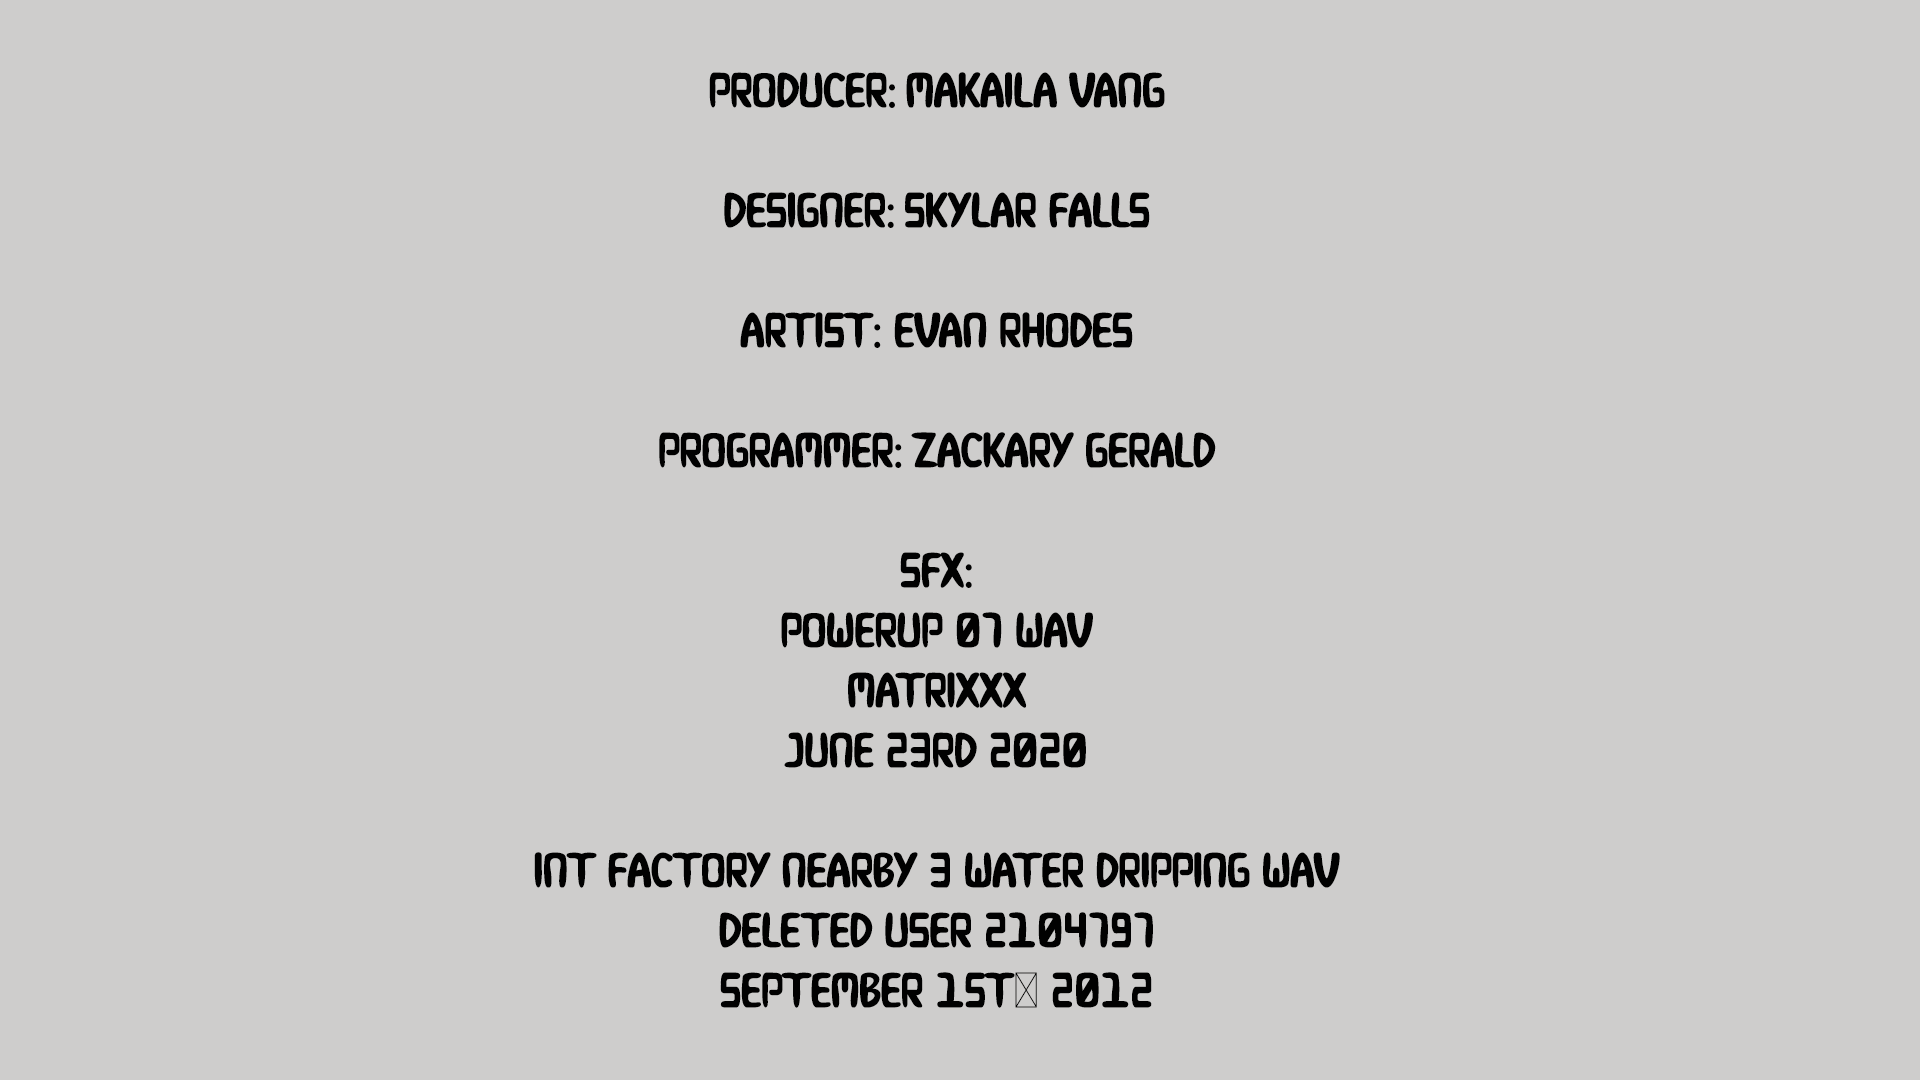 PRODUCER: MAKAILA VANG
DESIGNER: SKYLAR FALLS
ARTIST: EVAN RHODES
PROGRAMMER: ZACKARY GERALD
SFX:
POWERUP 07 WAV
MATRIXXX
JUNE 23RD 2020
INT FACTORY NEARBY 3 WATER DRIPPING WAV
DELETED USER 2104797
SEPTEMBER 1ST 2012